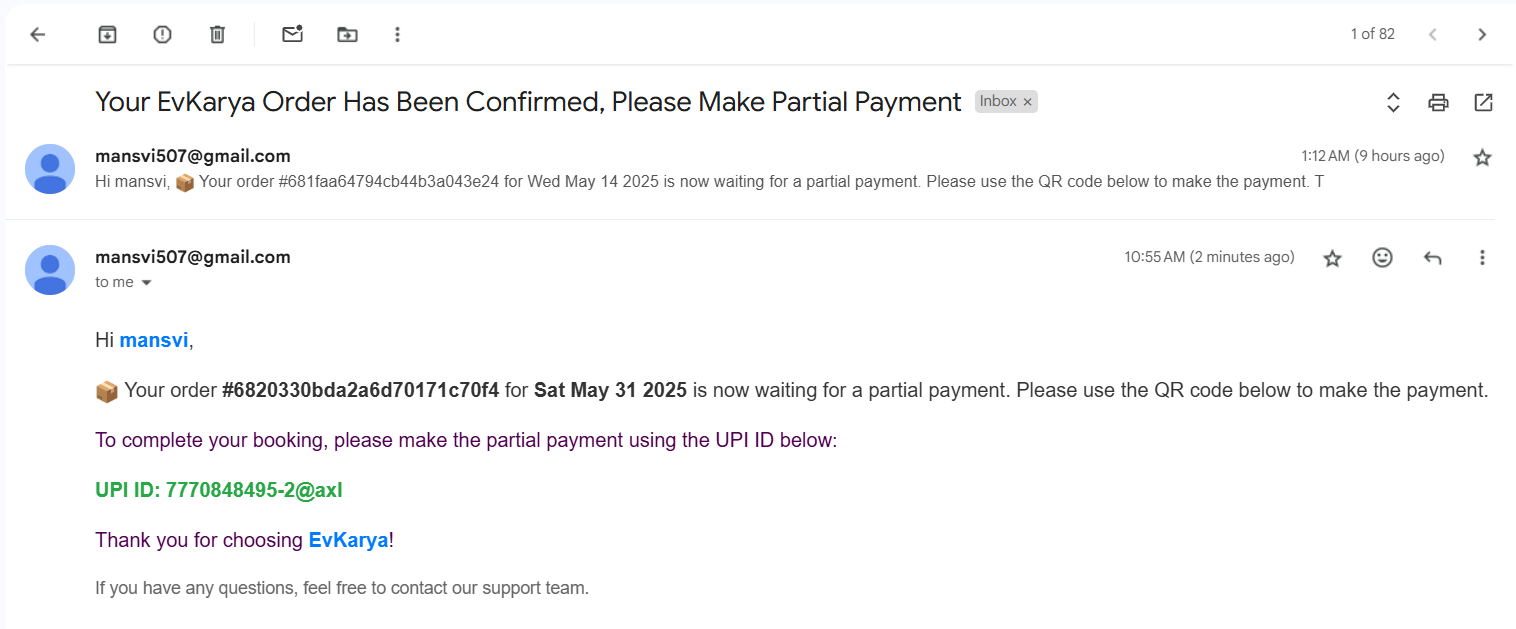 1 of 82
Your EvKarya Order Has Been Confirmed, Please Make Partial Payment Inbox ×
mansvi507@gmail.com 1:12 AM (9 hours ago)
Hi mansvi, 📦 Your order #681faa64794cb44b3a043e24 for Wed May 14 2025 is now waiting for a partial payment. Please use the QR code below to make the payment. T
mansvi507@gmail.com 10:55 AM (2 minutes ago)
to me
Hi mansvi,
📦 Your order #6820330bda2a6d70171c70f4 for Sat May 31 2025 is now waiting for a partial payment. Please use the QR code below to make the payment.
To complete your booking, please make the partial payment using the UPI ID below:
UPI ID: 7770848495-2@axl
Thank you for choosing EvKarya!
If you have any questions, feel free to contact our support team.